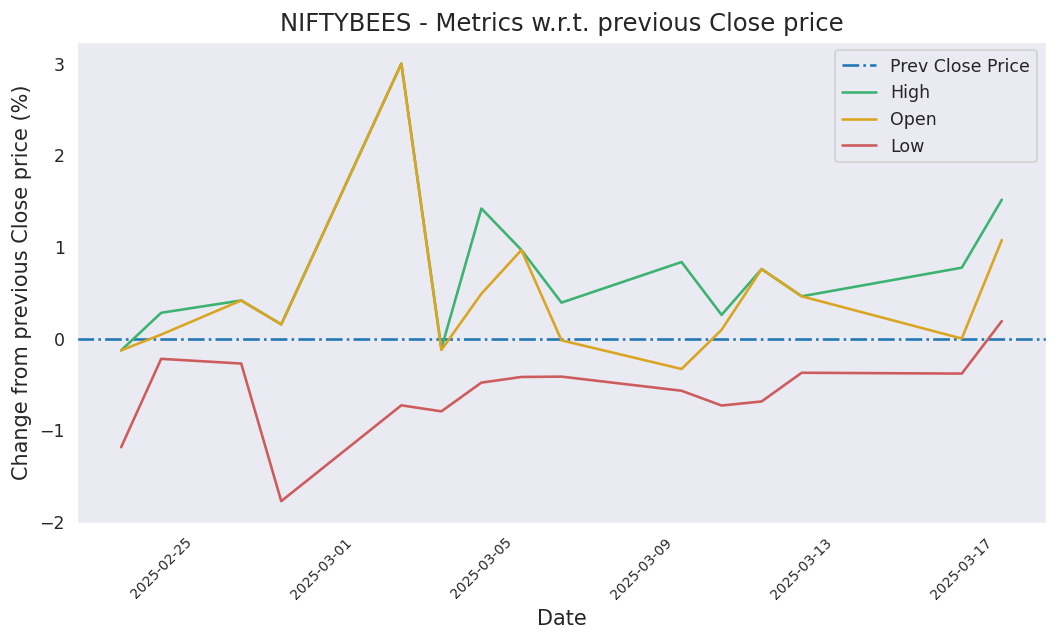 NIFTYBEES - Metrics w.r.t. previous Close price
Change from previous Close price (%)
3
2
1
0
−1
−2
Prev Close Price
High
Open
Low
2025-02-25
2025-03-01
2025-03-05
2025-03-09
2025-03-13
2025-03-17
Date